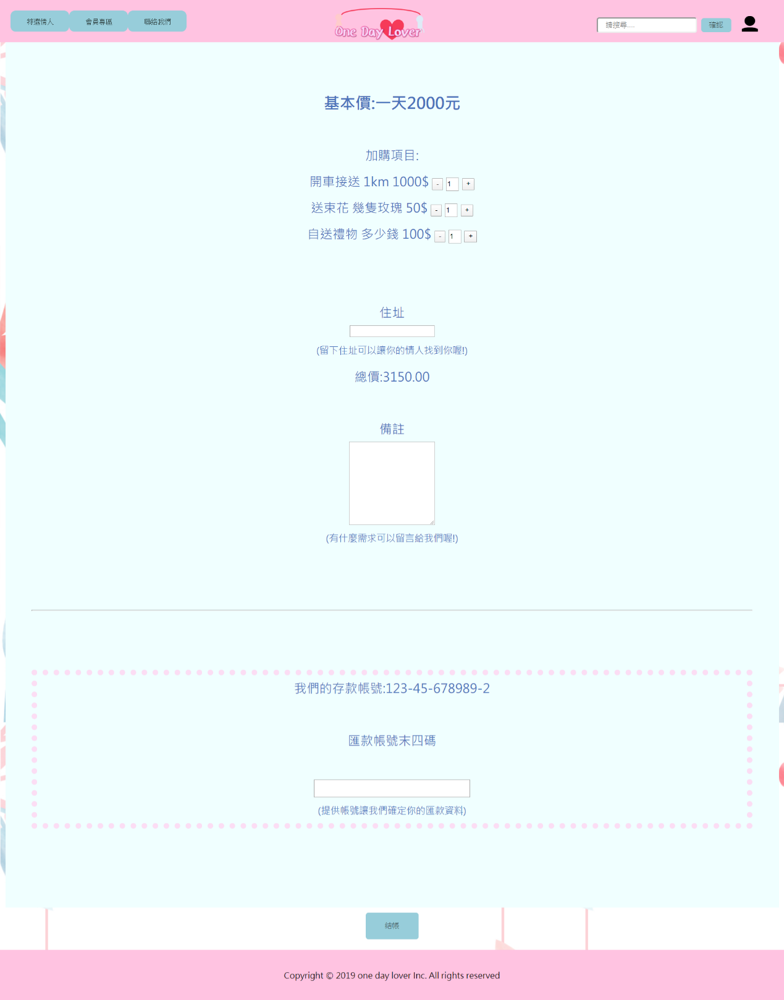 特選情人 會員專區 聯絡我們
One Day Lover
請搜尋.... 確認
基本價:一天2000元
加購項目:
開車接送 1km 1000$ - 1 +
送束花 幾隻玫瑰 50$ - 1 +
自送禮物 多少錢 100$ - 1 +
住址
(留下住址可以讓你的情人找到你喔!)
總價:3150.00
備註
(有什麼需求可以留言給我們喔!)
我們的存款帳號:123-45-678989-2
匯款帳號末四碼
(提供帳號讓我們確定你的匯款資料)
結帳
Copyright © 2019 one day lover Inc. All rights reserved